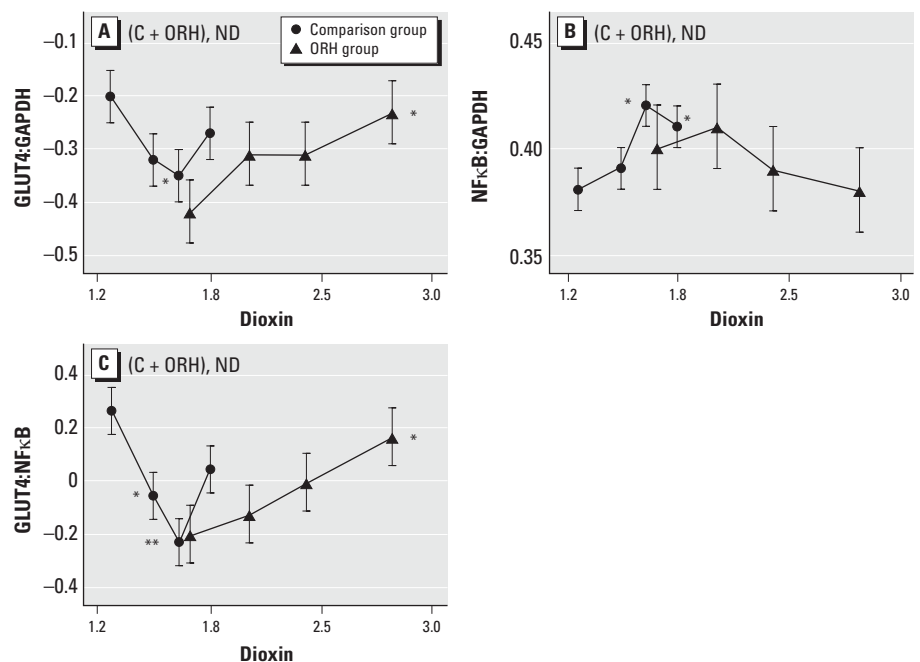 A (C + ORH), ND
Comparison group
ORH group
−0.1
−0.2
−0.3
−0.4
−0.5
GLUT4:GAPDH
*
*
1.2 1.8 2.5 3.0
Dioxin
B (C + ORH), ND
0.45
0.40
0.35
NFκB:GAPDH
*
*
1.2 1.8 2.5 3.0
Dioxin
C (C + ORH), ND
0.4
0.2
0
−0.2
−0.4
GLUT4:NFκB
*
*
**
1.2 1.8 2.5 3.0
Dioxin